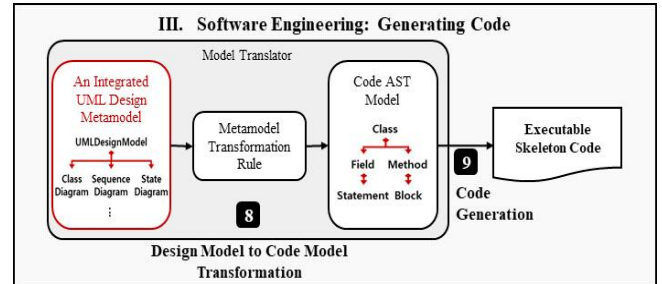 III. Software Engineering: Generating Code
Model Translator
An Integrated
UML Design
Metamodel
UMLDesignModel
Class Sequence State
Diagram Diagram Diagram
⋮
Metamodel
Transformation
Rule
8
Code AST
Model
Class
Field Method
Statement Block
9
Code
Generation
Executable
Skeleton Code
Design Model to Code Model
Transformation